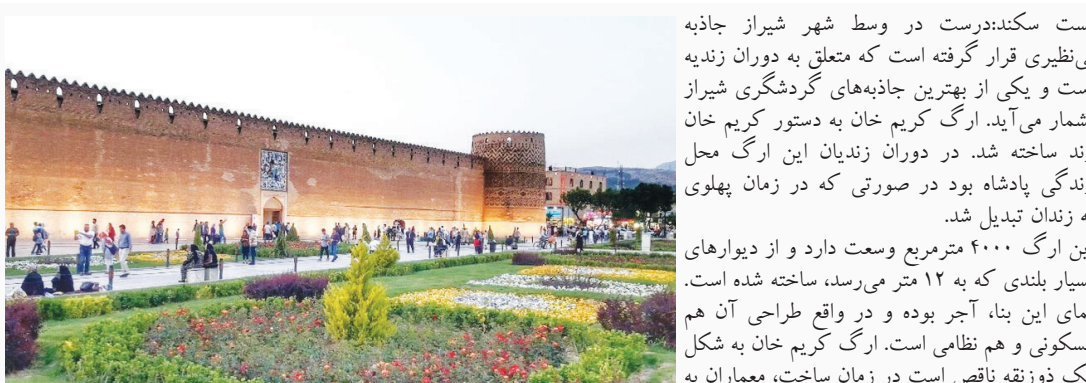 ست سکند:درست در وسط شهر شیراز جاذبه
ی‌نظیری قرار گرفته است که متعلق به دوران زندیه
ست و یکی از بهترین جاذبه‌های گردشگری شیراز
شمار می‌آید. ارگ کریم خان به دستور کریم خان
ند ساخته شد. در دوران زندیان این ارگ محل
ندگی پادشاه بود در صورتی که در زمان پهلوی
ه زندان تبدیل شد.
ین ارگ ۴۰۰۰ مترمربع وسعت دارد و از دیوارهای
سیار بلندی که به ۱۲ متر می‌رسد، ساخته شده است.
مای این بنا، آجر بوده و در واقع طراحی آن هم
سکونی و هم نظامی است. ارگ کریم خان به شکل
ک ذوزنقه ناقص است در زمان ساخت، معماران به